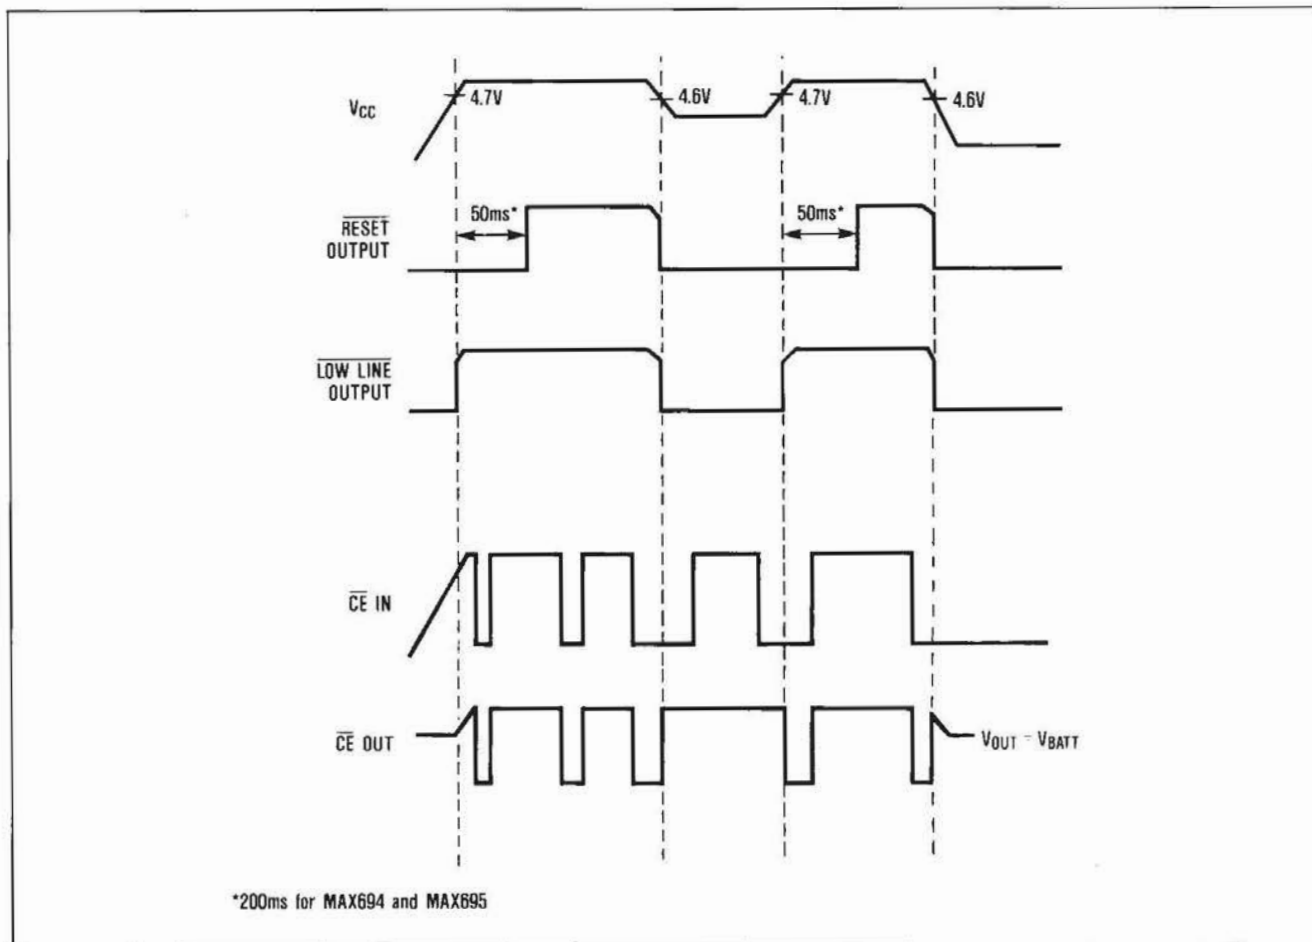 4.7V
4.6V
4.7V
4.6V
VCC
50ms*
50ms*
RESET
OUTPUT
LOW LINE
OUTPUT
CE IN
CE OUT
VOUT = VBATT
*200ms for MAX694 and MAX695